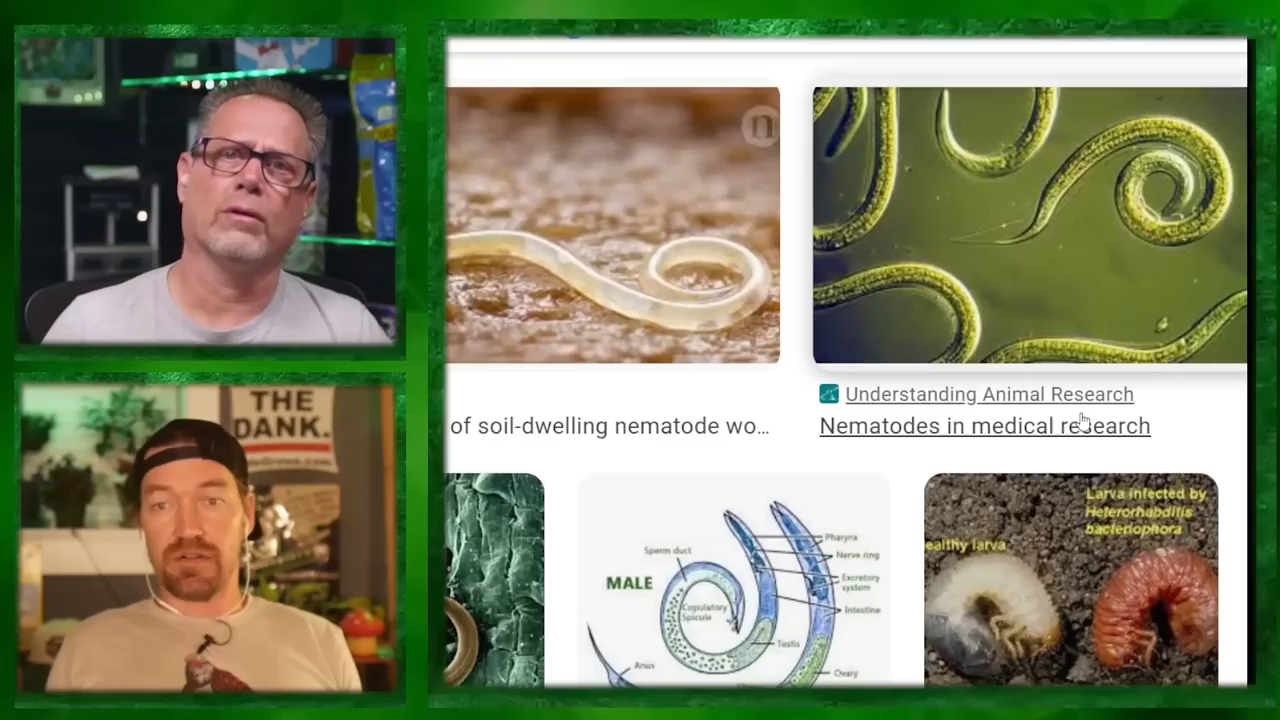 THE
DANK.
n
Understanding Animal Research
of soil-dwelling nematode wo...
Nematodes in medical research
MALE
Sperm duct
Copulatory
Spicule
Anus
Testis
Pharynx
Nerve ring
Excretory
system
Intestine
Ovary
ealthy larva
Larva infected by
Heterorhabditis
bacteriophora